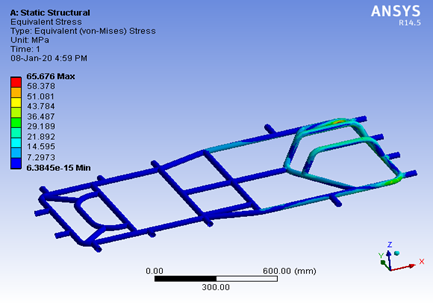 A: Static Structural
Equivalent Stress
Type: Equivalent (von-Mises) Stress
Unit: MPa
Time: 1
08-Jan-20 4:59 PM
ANSYS
R14.5
65.676 Max
58.378
51.081
43.784
36.487
29.189
21.892
14.595
7.2973
6.3845e-15 Min
0.00
600.00 (mm)
300.00
Z
Y
X